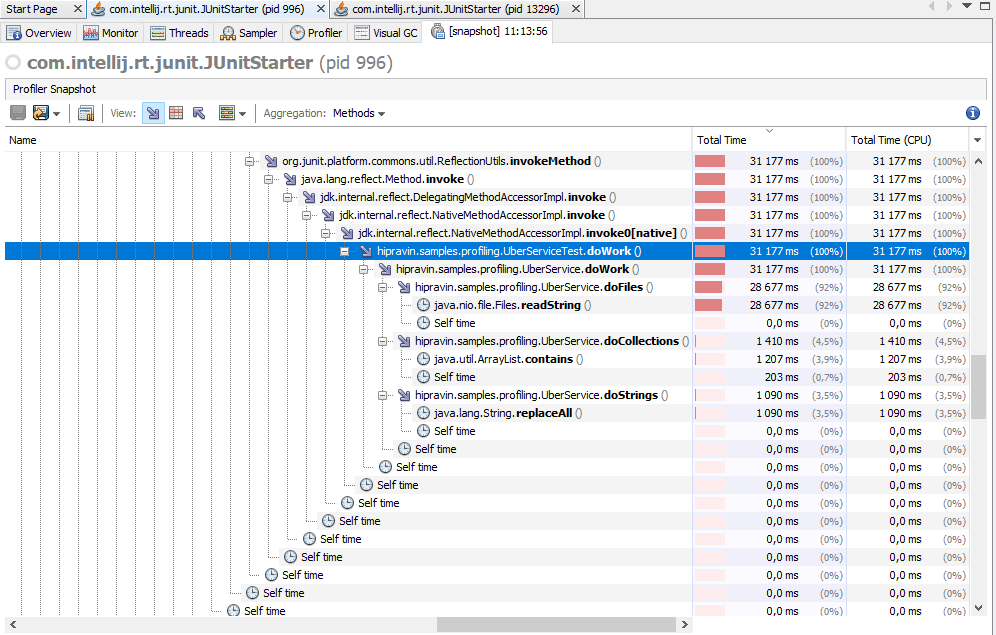 Start Page com.intellij.rt.junit.JUnitStarter (pid 996) com.intellij.rt.junit.JUnitStarter (pid 13296)
Overview Monitor Threads Sampler Profiler Visual GC [snapshot] 11:13:56
com.intellij.rt.junit.JUnitStarter (pid 996)
Profiler Snapshot
View: Aggregation: Methods
Name Total Time Total Time (CPU)
org.junit.platform.commons.util.ReflectionUtils.invokeMethod () 31 177 ms (100%) 31 177 ms (100%)
java.lang.reflect.Method.invoke () 31 177 ms (100%) 31 177 ms (100%)
jdk.internal.reflect.DelegatingMethodAccessorImpl.invoke () 31 177 ms (100%) 31 177 ms (100%)
jdk.internal.reflect.NativeMethodAccessorImpl.invoke () 31 177 ms (100%) 31 177 ms (100%)
jdk.internal.reflect.NativeMethodAccessorImpl.invoke0[native] () 31 177 ms (100%) 31 177 ms (100%)
hipravin.samples.profiling.UberServiceTest.doWork () 31 177 ms (100%) 31 177 ms (100%)
hipravin.samples.profiling.UberService.doWork () 31 177 ms (100%) 31 177 ms (100%)
hipravin.samples.profiling.UberService.doFiles () 28 677 ms (92%) 28 677 ms (92%)
java.nio.file.Files.readString () 28 677 ms (92%) 28 677 ms (92%)
Self time 0,0 ms (0%) 0,0 ms (0%)
hipravin.samples.profiling.UberService.doCollections () 1 410 ms (4,5%) 1 410 ms (4,5%)
java.util.ArrayList.contains () 1 207 ms (3,9%) 1 207 ms (3,9%)
Self time 203 ms (0,7%) 203 ms (0,7%)
hipravin.samples.profiling.UberService.doStrings () 1 090 ms (3,5%) 1 090 ms (3,5%)
java.lang.String.replaceAll () 1 090 ms (3,5%) 1 090 ms (3,5%)
Self time 0,0 ms (0%) 0,0 ms (0%)
Self time 0,0 ms (0%) 0,0 ms (0%)
Self time 0,0 ms (0%) 0,0 ms (0%)
Self time 0,0 ms (0%) 0,0 ms (0%)
Self time 0,0 ms (0%) 0,0 ms (0%)
Self time 0,0 ms (0%) 0,0 ms (0%)
Self time 0,0 ms (0%) 0,0 ms (0%)
Self time 0,0 ms (0%) 0,0 ms (0%)
Self time 0,0 ms (0%) 0,0 ms (0%)
Self time 0,0 ms (0%) 0,0 ms (0%)
Self time 0,0 ms (0%) 0,0 ms (0%)